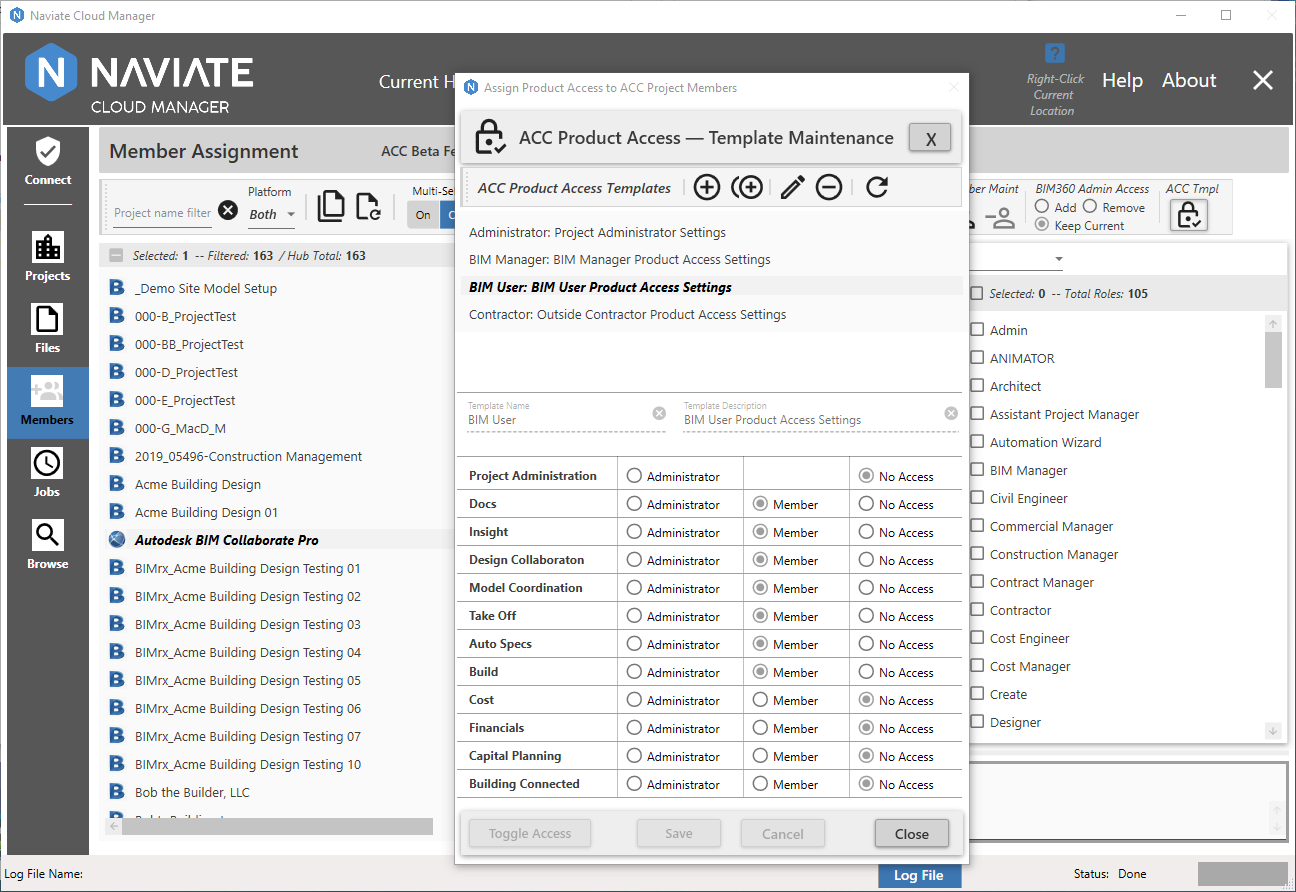 Naviate Cloud Manager
NAVIATE
CLOUD MANAGER
Current H
?
Right-Click
Current
Location
Help
About
Connect
Projects
Files
Members
Jobs
Browse
Member Assignment
ACC Beta Fe
Project name filter
Platform
Both
Multi-Se
On
Selected: 1 -- Filtered: 163 / Hub Total: 163
_Demo Site Model Setup
000-B_ProjectTest
000-BB_ProjectTest
000-D_ProjectTest
000-E_ProjectTest
000-G_MacD_M
2019_05496-Construction Management
Acme Building Design
Acme Building Design 01
Autodesk BIM Collaborate Pro
BIMrx_Acme Building Design Testing 01
BIMrx_Acme Building Design Testing 02
BIMrx_Acme Building Design Testing 03
BIMrx_Acme Building Design Testing 04
BIMrx_Acme Building Design Testing 05
BIMrx_Acme Building Design Testing 06
BIMrx_Acme Building Design Testing 07
BIMrx_Acme Building Design Testing 10
Bob the Builder, LLC
Assign Product Access to ACC Project Members
ACC Product Access — Template Maintenance
X
ACC Product Access Templates
Administrator: Project Administrator Settings
BIM Manager: BIM Manager Product Access Settings
BIM User: BIM User Product Access Settings
Contractor: Outside Contractor Product Access Settings
Template Name
BIM User
Template Description
BIM User Product Access Settings
Project Administration Administrator No Access
Docs Administrator Member No Access
Insight Administrator Member No Access
Design Collaboraton Administrator Member No Access
Model Coordination Administrator Member No Access
Take Off Administrator Member No Access
Auto Specs Administrator Member No Access
Build Administrator Member No Access
Cost Administrator Member No Access
Financials Administrator Member No Access
Capital Planning Administrator Member No Access
Building Connected Administrator Member No Access
Toggle Access
Save
Cancel
Close
ber Maint
BIM360 Admin Access
Add Remove
Keep Current
ACC Tmpl
Selected: 0 -- Total Roles: 105
Admin
ANIMATOR
Architect
Assistant Project Manager
Automation Wizard
BIM Manager
Civil Engineer
Commercial Manager
Construction Manager
Contract Manager
Contractor
Cost Engineer
Cost Manager
Create
Designer
Log File Name:
Log File
Status: Done